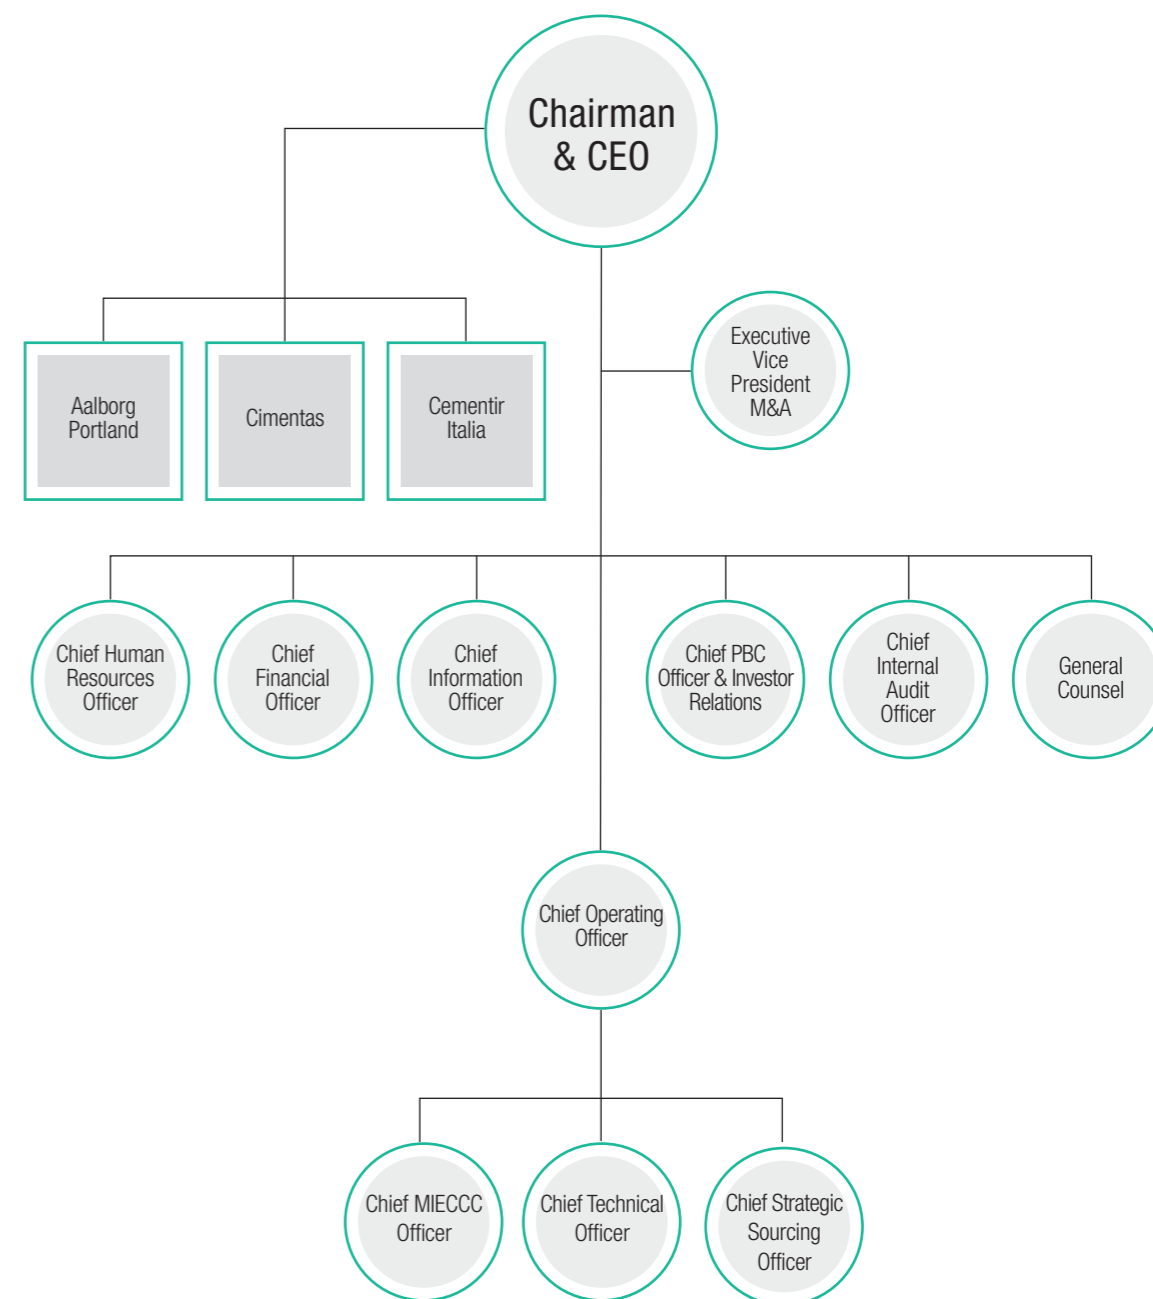 Chairman
& CEO
Executive
Vice
President
M&A
Aalborg
Portland
Cimentas
Cementir
Italia
Chief Human
Resources
Officer
Chief
Financial
Officer
Chief
Information
Officer
Chief PBC
Officer & Investor
Relations
Chief
Internal
Audit
Officer
General
Counsel
Chief Operating
Officer
Chief MIECCC
Officer
Chief Technical
Officer
Chief Strategic
Sourcing
Officer